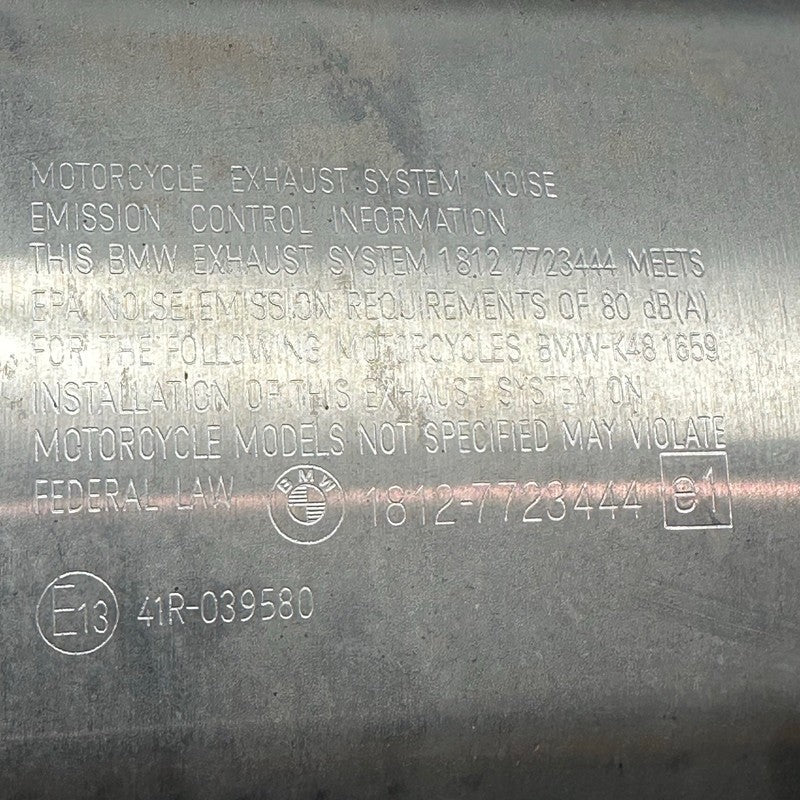 MOTORCYCLE EXHAUST SYSTEM NOISE
EMISSION CONTROL INFORMATION
THIS BMW EXHAUST SYSTEM 1812 7723444 MEETS
EPA NOISE EMISSION REQUIREMENTS OF 80 dB(A)
FOR THE FOLLOWING MOTORCYCLES BMW-K48 1659
INSTALLATION OF THIS EXHAUST SYSTEM ON
MOTORCYCLE MODELS NOT SPECIFIED MAY VIOLATE
FEDERAL LAW BMW 1812-7723444 e1
E13 41R-039580